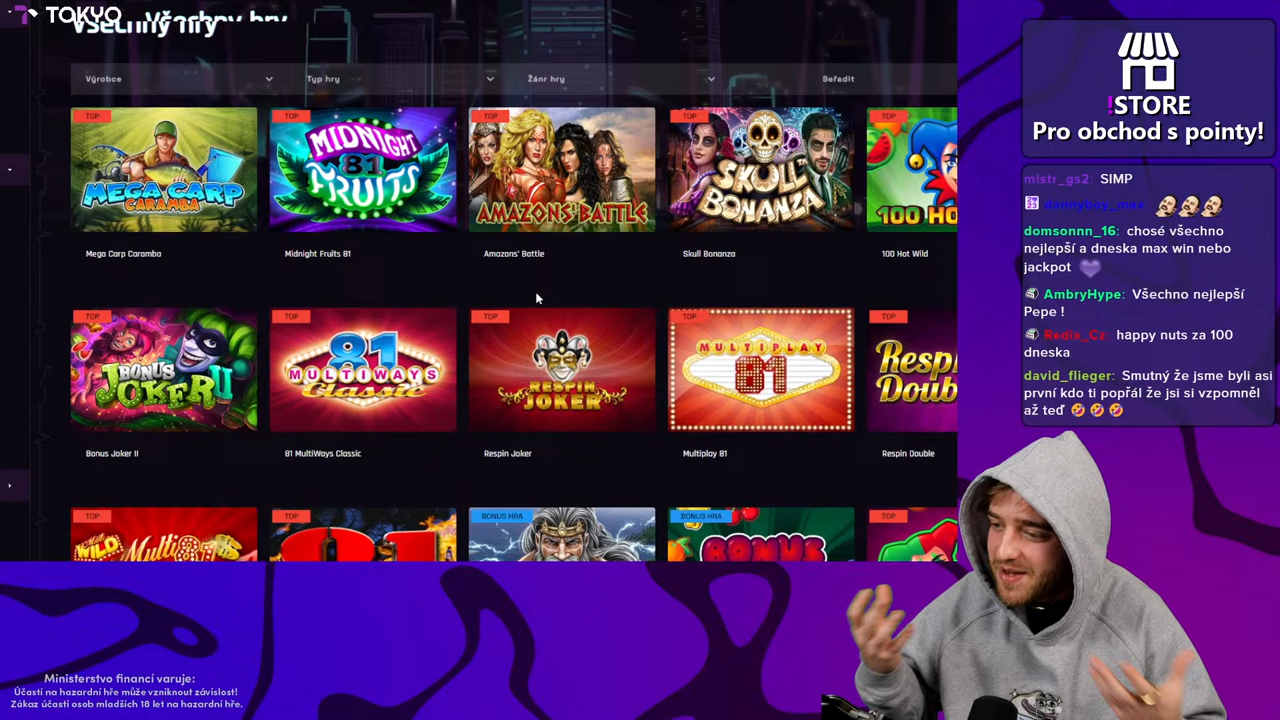 TOKYO
Všechny hry
Výrobce
Typ hry
Žánr hry
Seřadit
TOP
TOP
TOP
TOP
TOP
MEGA CARP
CARAMBA
MIDNIGHT
81
FRUITS
AMAZONS' BATTLE
SKULL
BONANZA
100 HO
Mega Carp Caramba
Midnight Fruits 81
Amazons' Battle
Skull Bonanza
100 Hot Wild
TOP
TOP
TOP
TOP
TOP
BONUS
JOKER II
81
MULTIWAYS
Classic
RESPIN
JOKER
MULTIPLAY
81
Respi
Doub
Bonus Joker II
81 MultiWays Classic
Respin Joker
Multiplay 81
Respin Double
TOP
TOP
BONUS HRA
BONUS HRA
TOP
WILD
Multi
81
BONUS
!STORE
Pro obchod s pointy!
mistr_gs2: SIMP
dannyboy_max:
domsonnn_16: chosé všechno
nejlepší a dneska max win nebo
jackpot
AmbryHype: Všechno nejlepší
Pepe !
Redix_Cz: happy nuts za 100
dneska
david_flieger: Smutný že jsme byli asi
první kdo ti popřál že jsi si vzpomněl
až teď
Ministerstvo financí varuje:
Účastí na hazardní hře může vzniknout závislost!
Zákaz účasti osob mladších 18 let na hazardní hře.